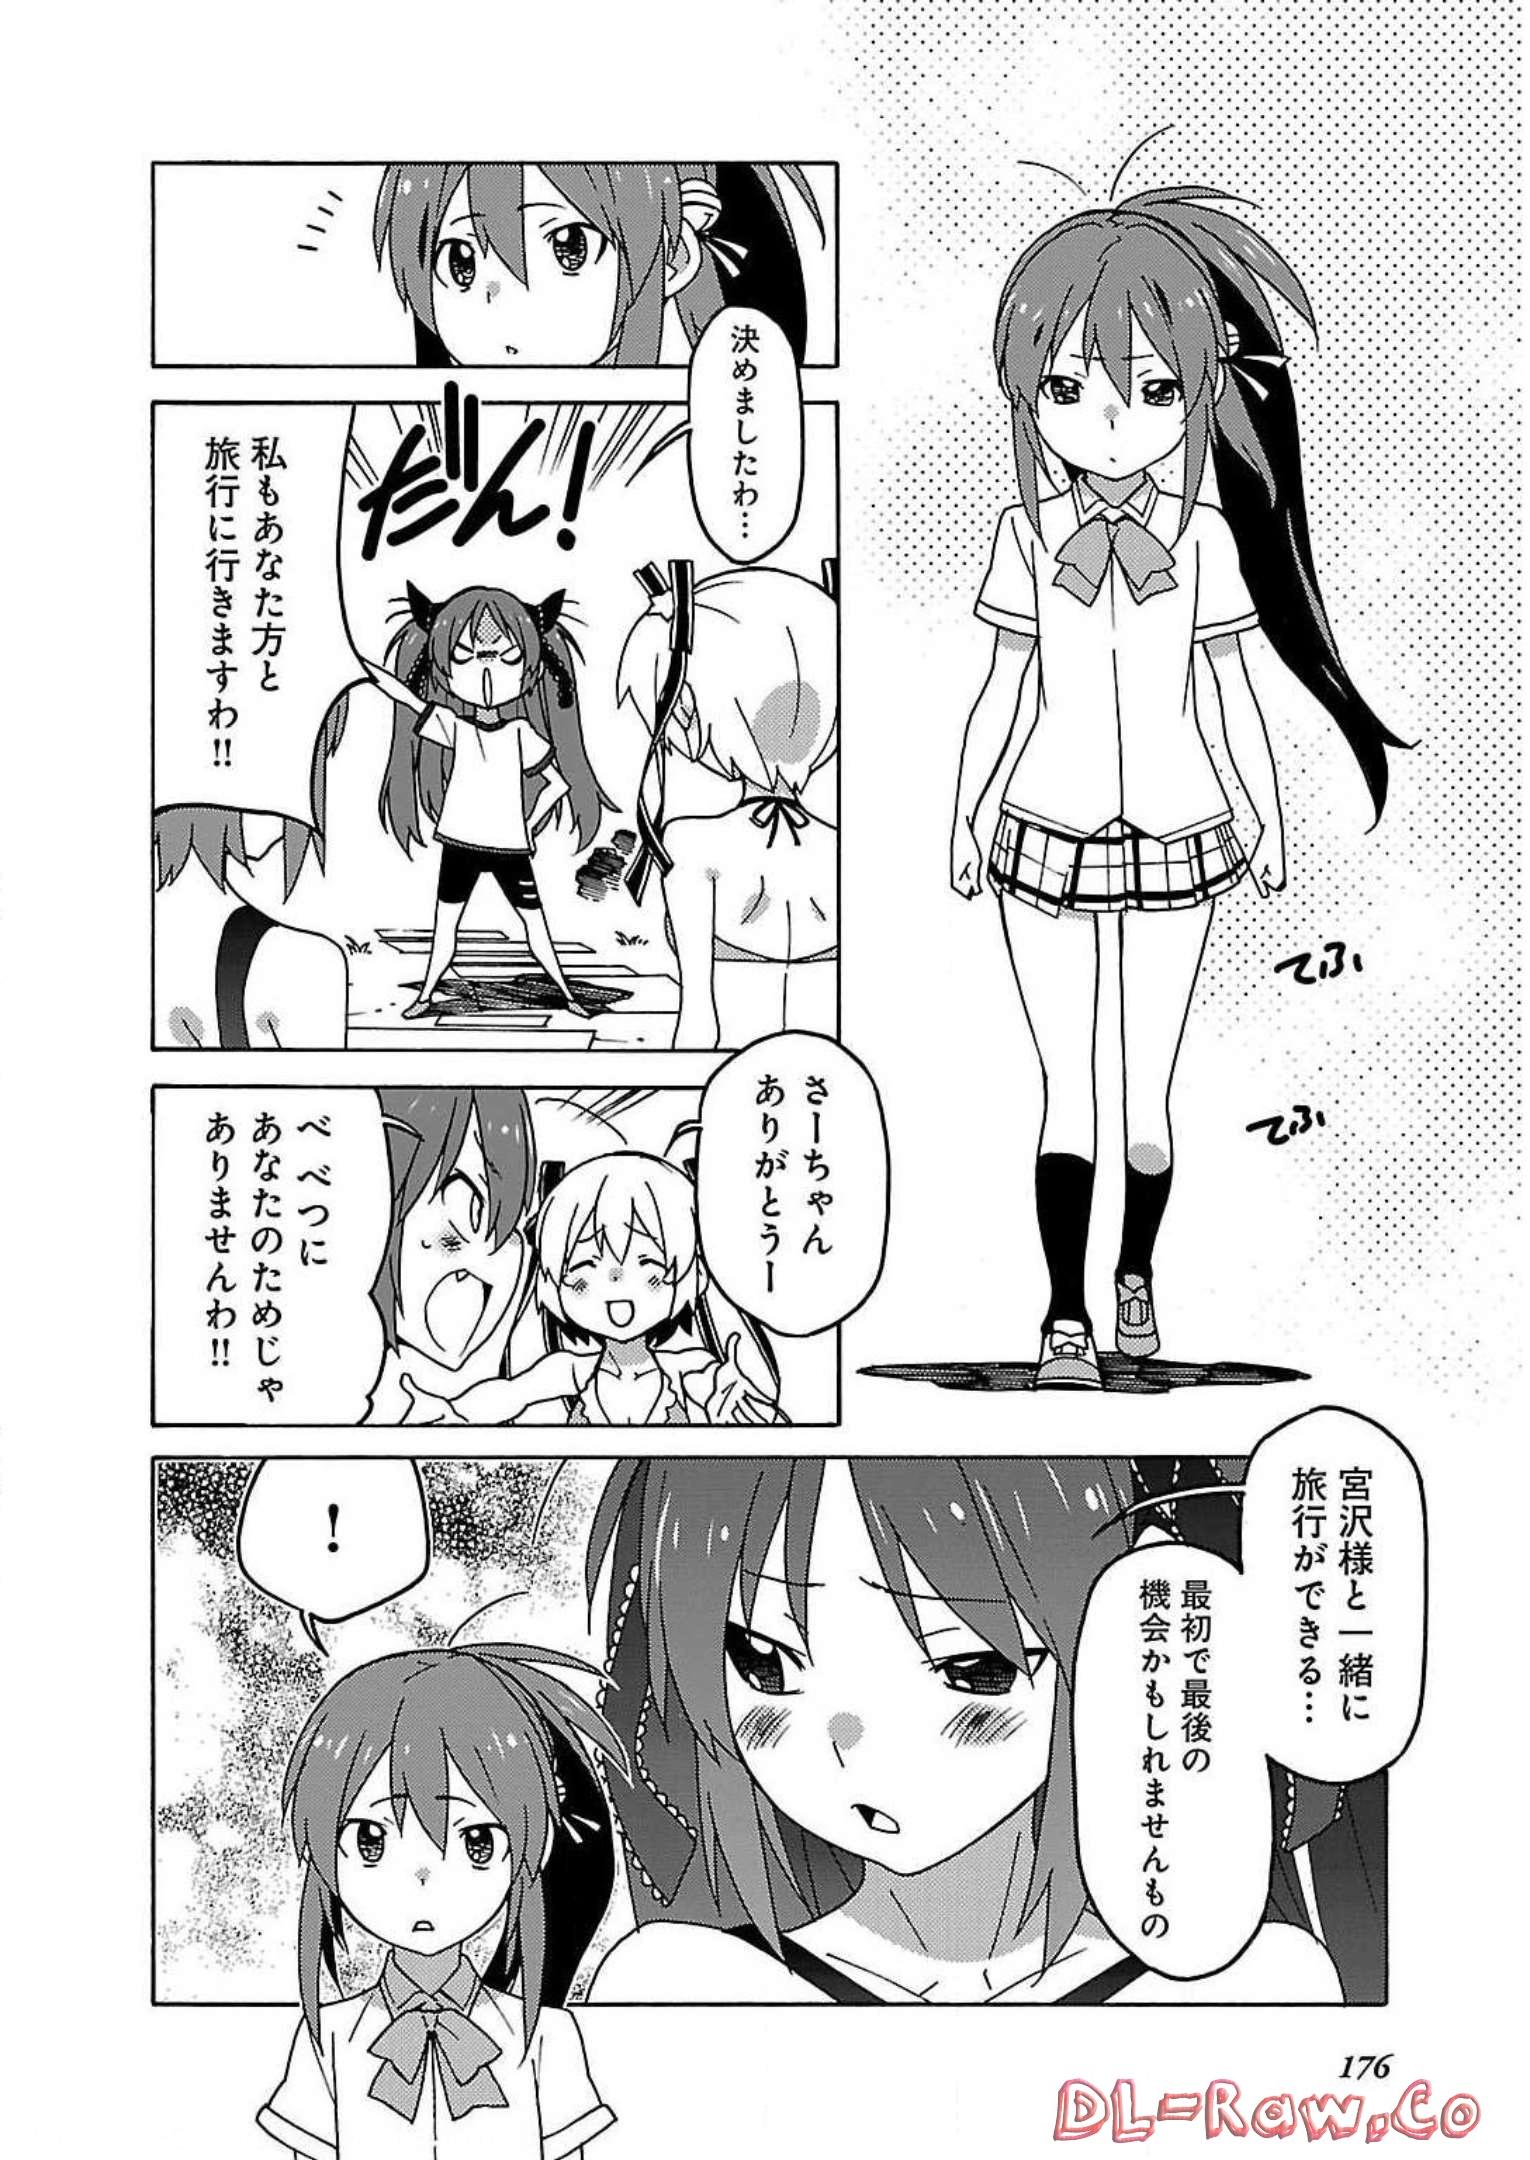 てふ
てふ
決めましたわ…
だん!
私もあなた方と
旅行に行きますわ!!
さーちゃん
ありがとうー
べ べつに
あなたのためじゃ
ありませんわ!!
宮沢様と一緒に
旅行ができる…
最初で最後の
機会かもしれませんもの
!
176
DL-Raw.Co